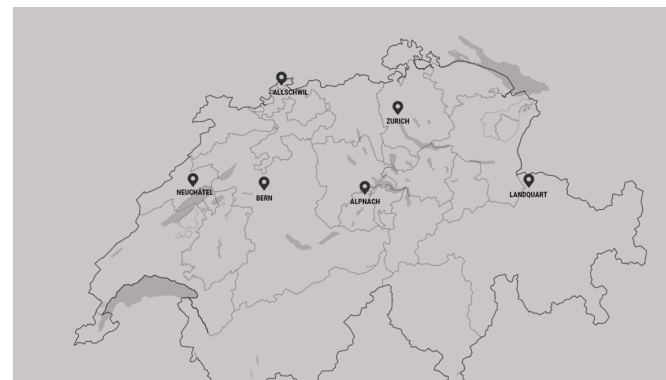 ALLSCHWIL
ZURICH
NEUCHÂTEL
BERN
ALPNACH
LANDQUART